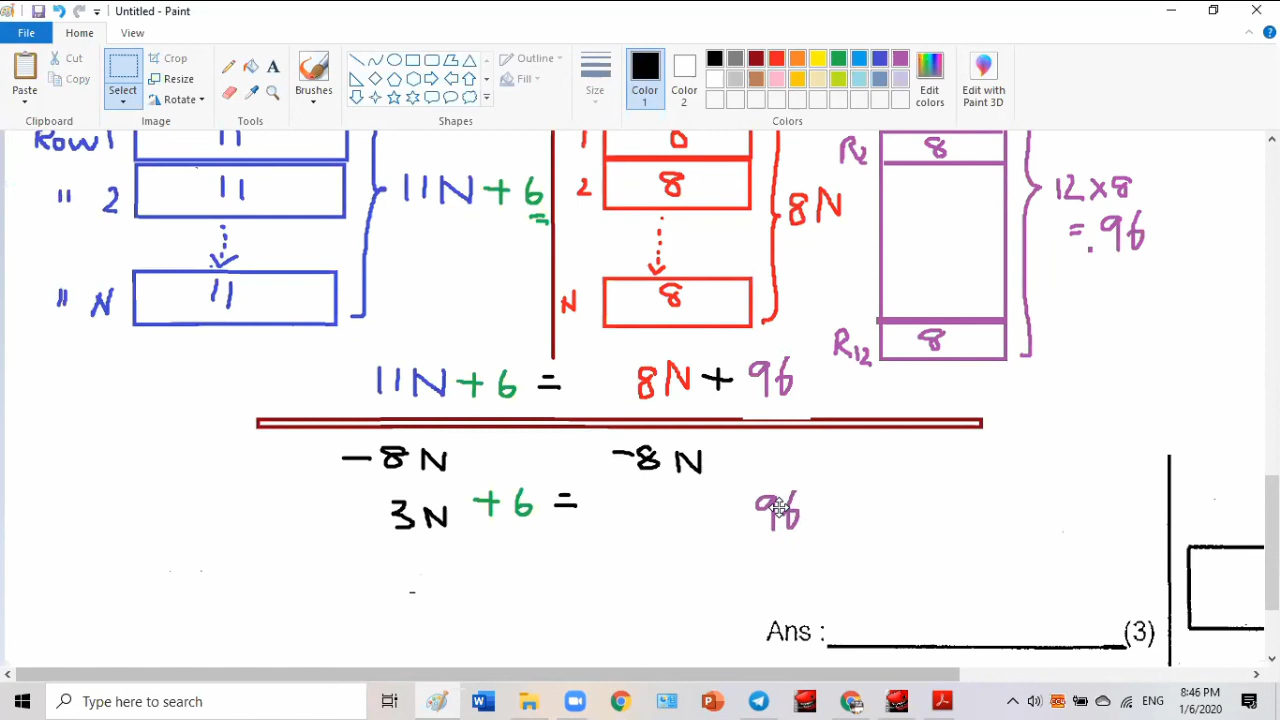 Untitled - Paint
File Home View
Paste
Cut
Copy
Clipboard
Select
Crop
Resize
Rotate
Image
Tools
Brushes
Shapes
Outline
Fill
Size
Color 1
Color 2
Colors
Edit colors
Edit with Paint 3D
Row 1 11
" 2 11
" N 11
11N + 6
1 8
2 8
N 8
8N
R2 8
R12 8
12 x 8
= 96
11N + 6 = 8N + 96
- 8N -8N
3N + 6 = 96
Ans : (3)
Type here to search
ENG
8:46 PM
1/6/2020